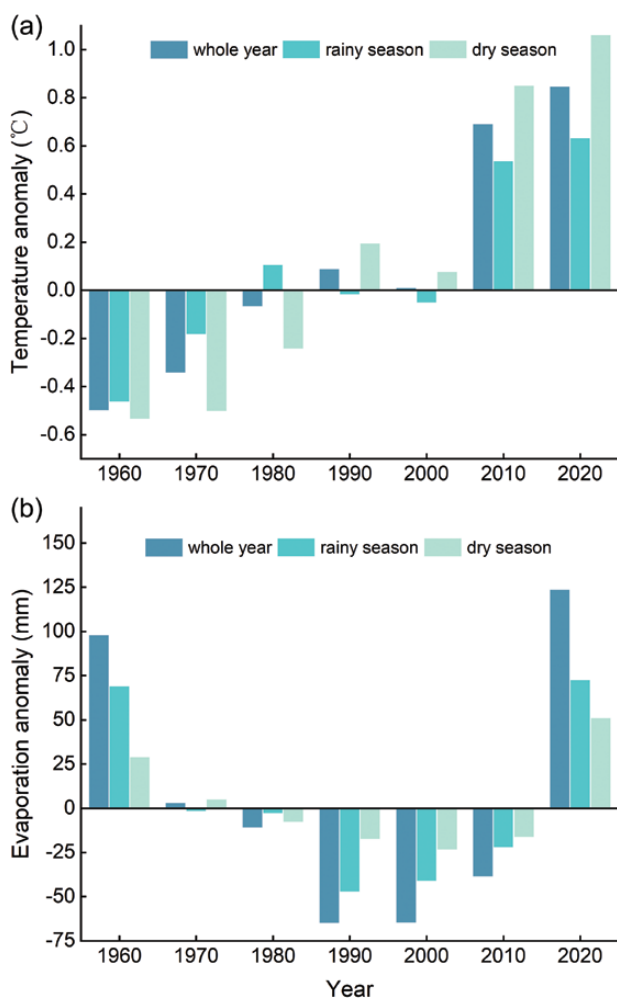 (a)
whole year rainy season dry season
Temperature anomaly (℃)
1.0
0.8
0.6
0.4
0.2
0.0
-0.2
-0.4
-0.6
1960 1970 1980 1990 2000 2010 2020
(b)
whole year rainy season dry season
Evaporation anomaly (mm)
150
125
100
75
50
25
0
-25
-50
-75
1960 1970 1980 1990 2000 2010 2020
Year